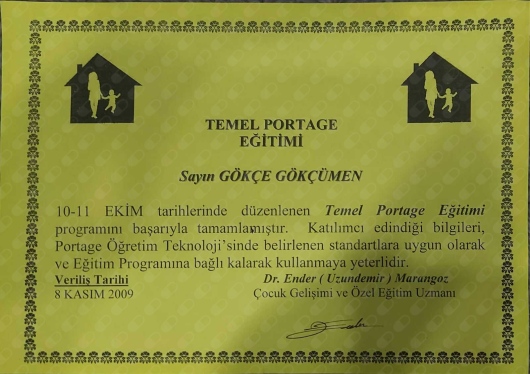 TEMEL PORTAGE
EĞİTİMİ
Sayın GÖKÇE GÖKÇÜMEN
10-11 EKİM tarihlerinde düzenlenen Temel Portage Eğitimi
programını başarıyla tamamlamıştır. Katılımcı edindiği bilgileri,
Portage Öğretim Teknoloji'sinde belirlenen standartlara uygun olarak
ve Eğitim Programına bağlı kalarak kullanmaya yeterlidir.
Veriliş Tarihi Dr. Ender ( Uzundemir ) Marangoz
8 KASIM 2009 Çocuk Gelişimi ve Özel Eğitim Uzmanı